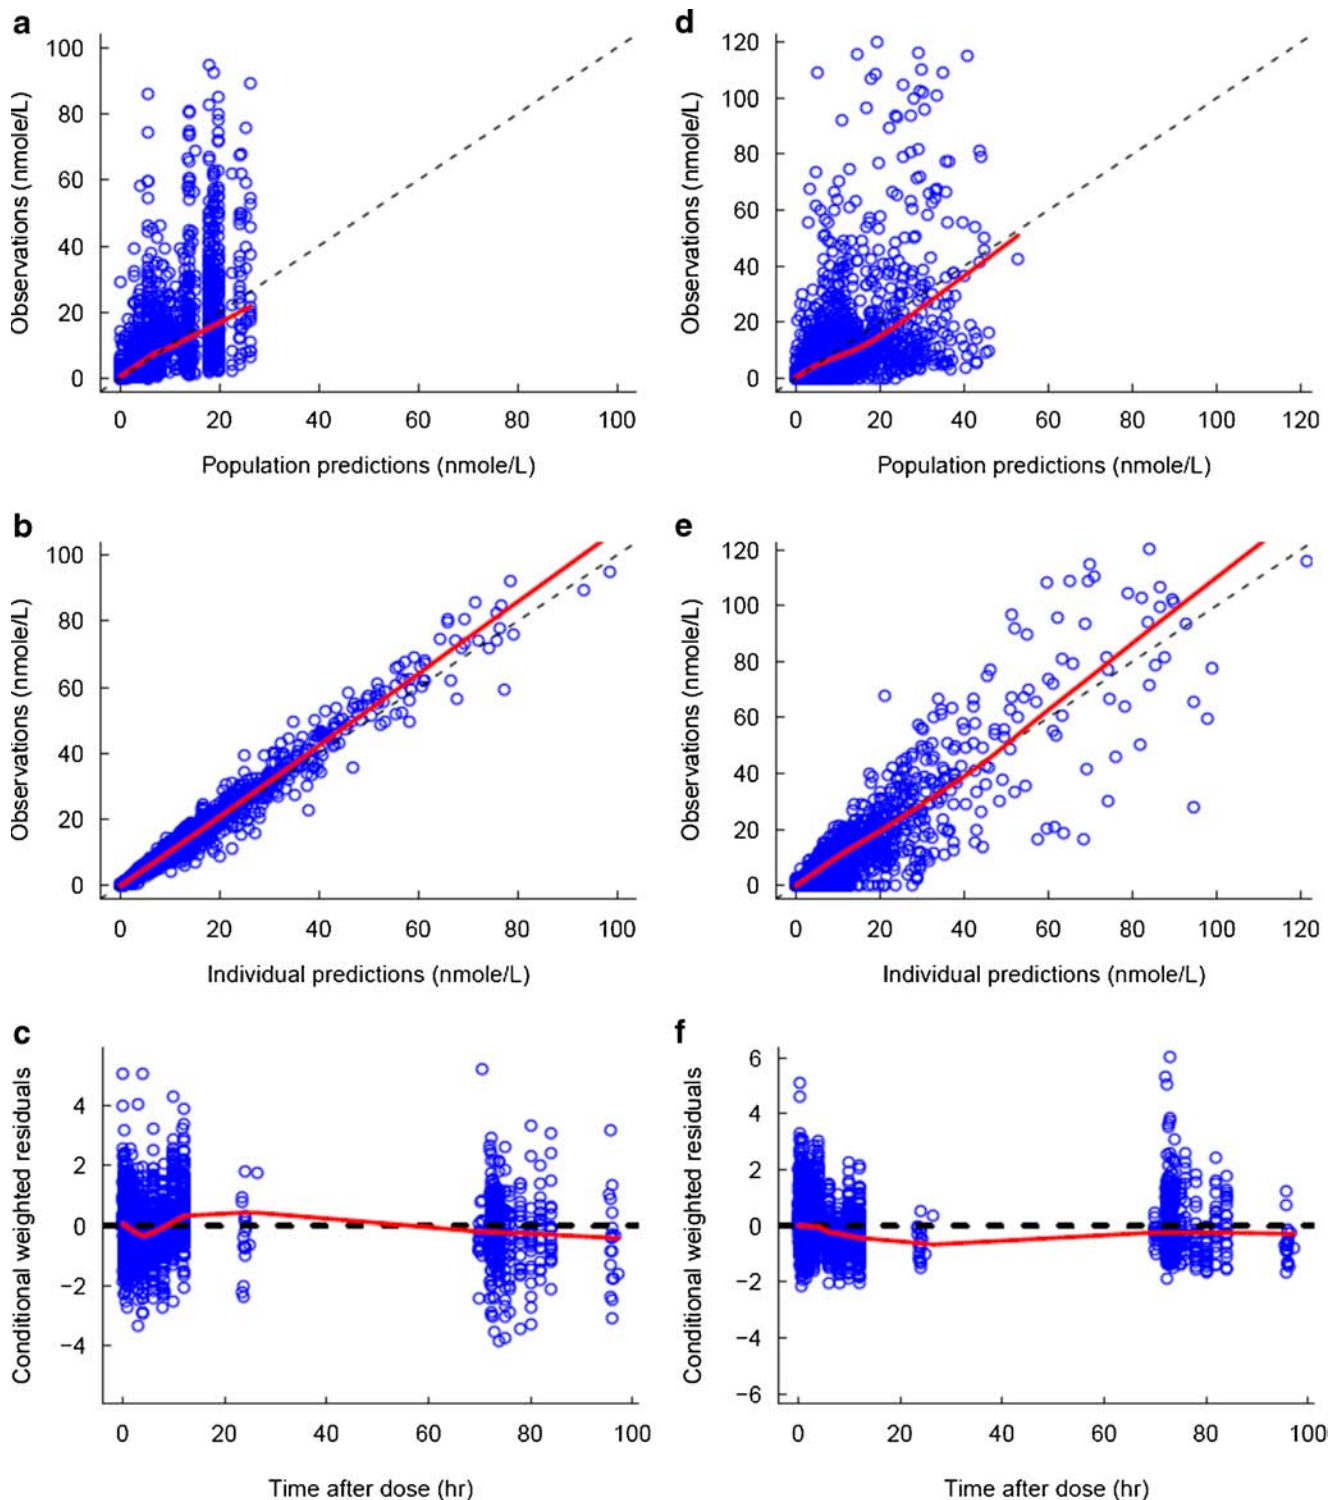 a
Observations (nmole/L)
100
80
60
40
20
0
0 20 40 60 80 100
Population predictions (nmole/L)
d
Observations (nmole/L)
120
100
80
60
40
20
0
0 20 40 60 80 100 120
Population predictions (nmole/L)
b
Observations (nmole/L)
100
80
60
40
20
0
0 20 40 60 80 100
Individual predictions (nmole/L)
e
Observations (nmole/L)
120
100
80
60
40
20
0
0 20 40 60 80 100 120
Individual predictions (nmole/L)
c
Conditional weighted residuals
4
2
0
−2
−4
0 20 40 60 80 100
Time after dose (hr)
f
Conditional weighted residuals
6
4
2
0
−2
−4
−6
0 20 40 60 80 100
Time after dose (hr)